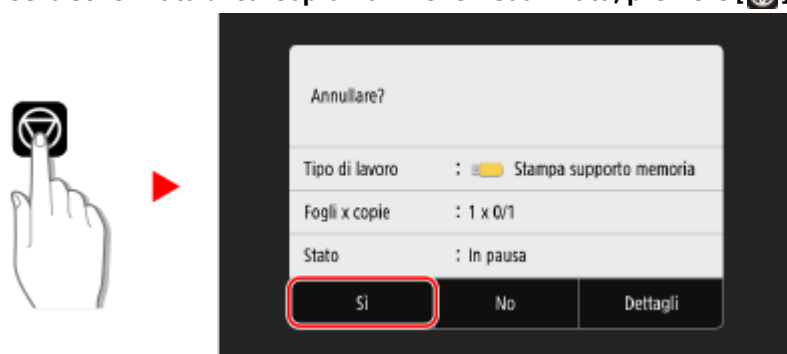 Annullare?
Tipo di lavoro : Stampa supporto memoria
Fogli x copie : 1 x 0/1
Stato : In pausa
Sì No Dettagli